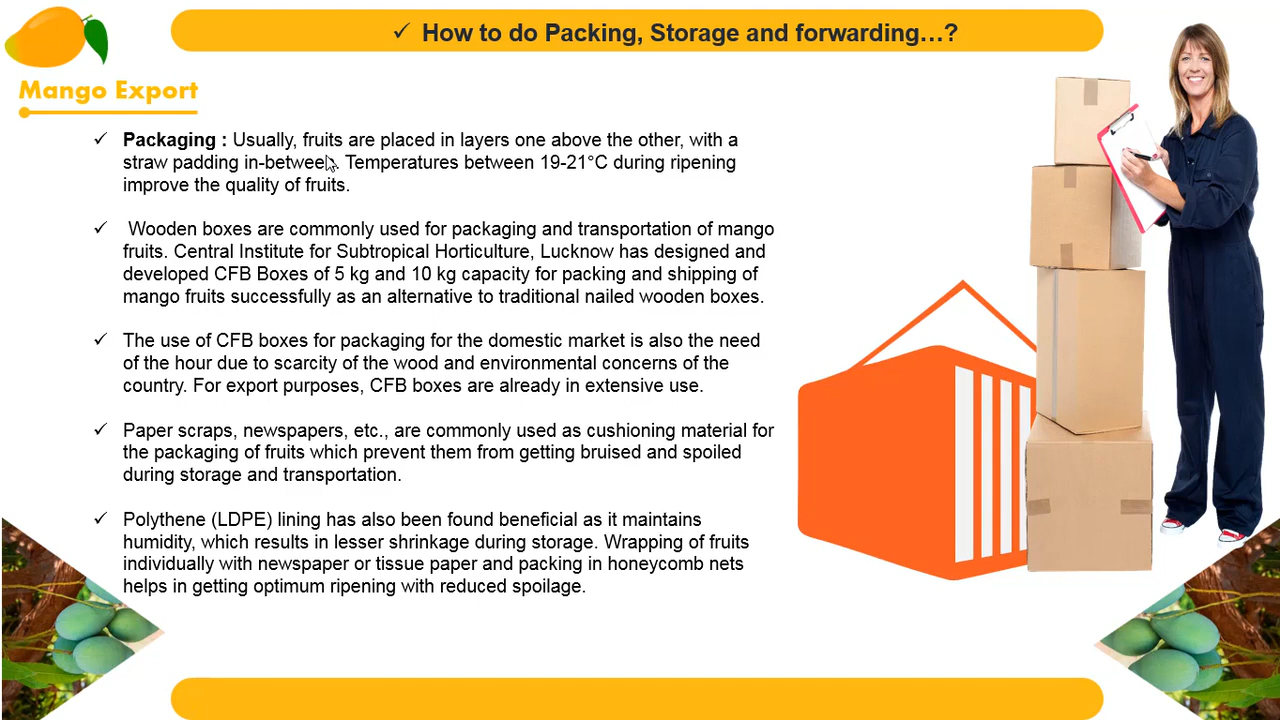 How to do Packing, Storage and forwarding...?
Mango Export
Packaging : Usually, fruits are placed in layers one above the other, with a
straw padding in-between. Temperatures between 19-21°C during ripening
improve the quality of fruits.
Wooden boxes are commonly used for packaging and transportation of mango
fruits. Central Institute for Subtropical Horticulture, Lucknow has designed and
developed CFB Boxes of 5 kg and 10 kg capacity for packing and shipping of
mango fruits successfully as an alternative to traditional nailed wooden boxes.
The use of CFB boxes for packaging for the domestic market is also the need
of the hour due to scarcity of the wood and environmental concerns of the
country. For export purposes, CFB boxes are already in extensive use.
Paper scraps, newspapers, etc., are commonly used as cushioning material for
the packaging of fruits which prevent them from getting bruised and spoiled
during storage and transportation.
Polythene (LDPE) lining has also been found beneficial as it maintains
humidity, which results in lesser shrinkage during storage. Wrapping of fruits
individually with newspaper or tissue paper and packing in honeycomb nets
helps in getting optimum ripening with reduced spoilage.